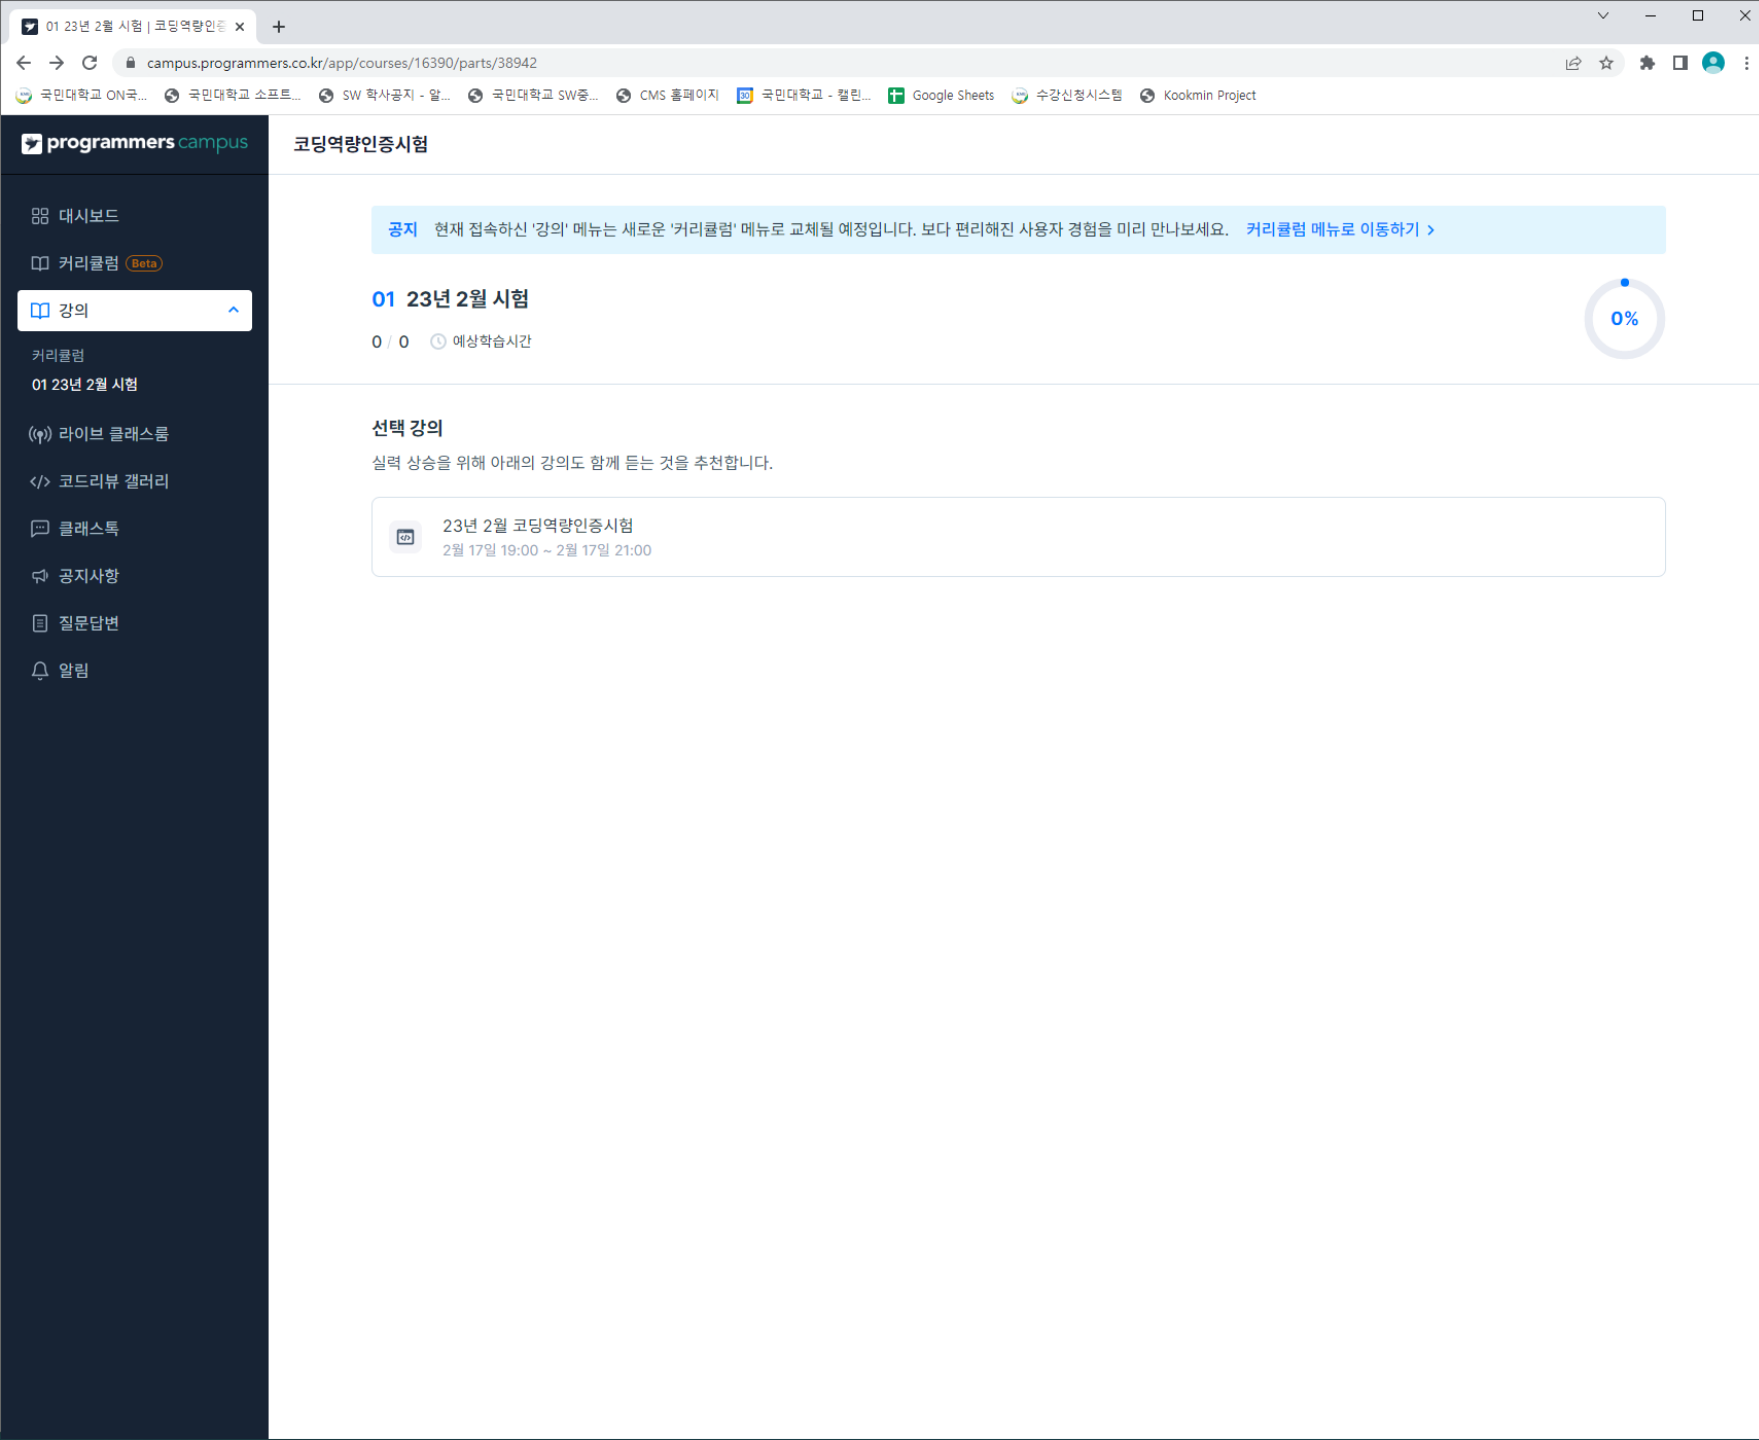 01 23년 2월 시험 | 코딩역량인증
campus.programmers.co.kr/app/courses/16390/parts/38942
국민대학교 ON국... 국민대학교 소프트... SW 학사공지 - 알... 국민대학교 SW중... CMS 홈페이지 30 국민대학교 - 캘린... Google Sheets 수강신청시스템 Kookmin Project
programmers campus
코딩역량인증시험
대시보드
커리큘럼 Beta
강의
커리큘럼
01 23년 2월 시험
라이브 클래스룸
코드리뷰 갤러리
클래스톡
공지사항
질문답변
알림
공지 현재 접속하신 '강의' 메뉴는 새로운 '커리큘럼' 메뉴로 교체될 예정입니다. 보다 편리해진 사용자 경험을 미리 만나보세요. 커리큘럼 메뉴로 이동하기 >
01 23년 2월 시험
0 / 0 예상학습시간
0%
선택 강의
실력 상승을 위해 아래의 강의도 함께 듣는 것을 추천합니다.
23년 2월 코딩역량인증시험
2월 17일 19:00 ~ 2월 17일 21:00